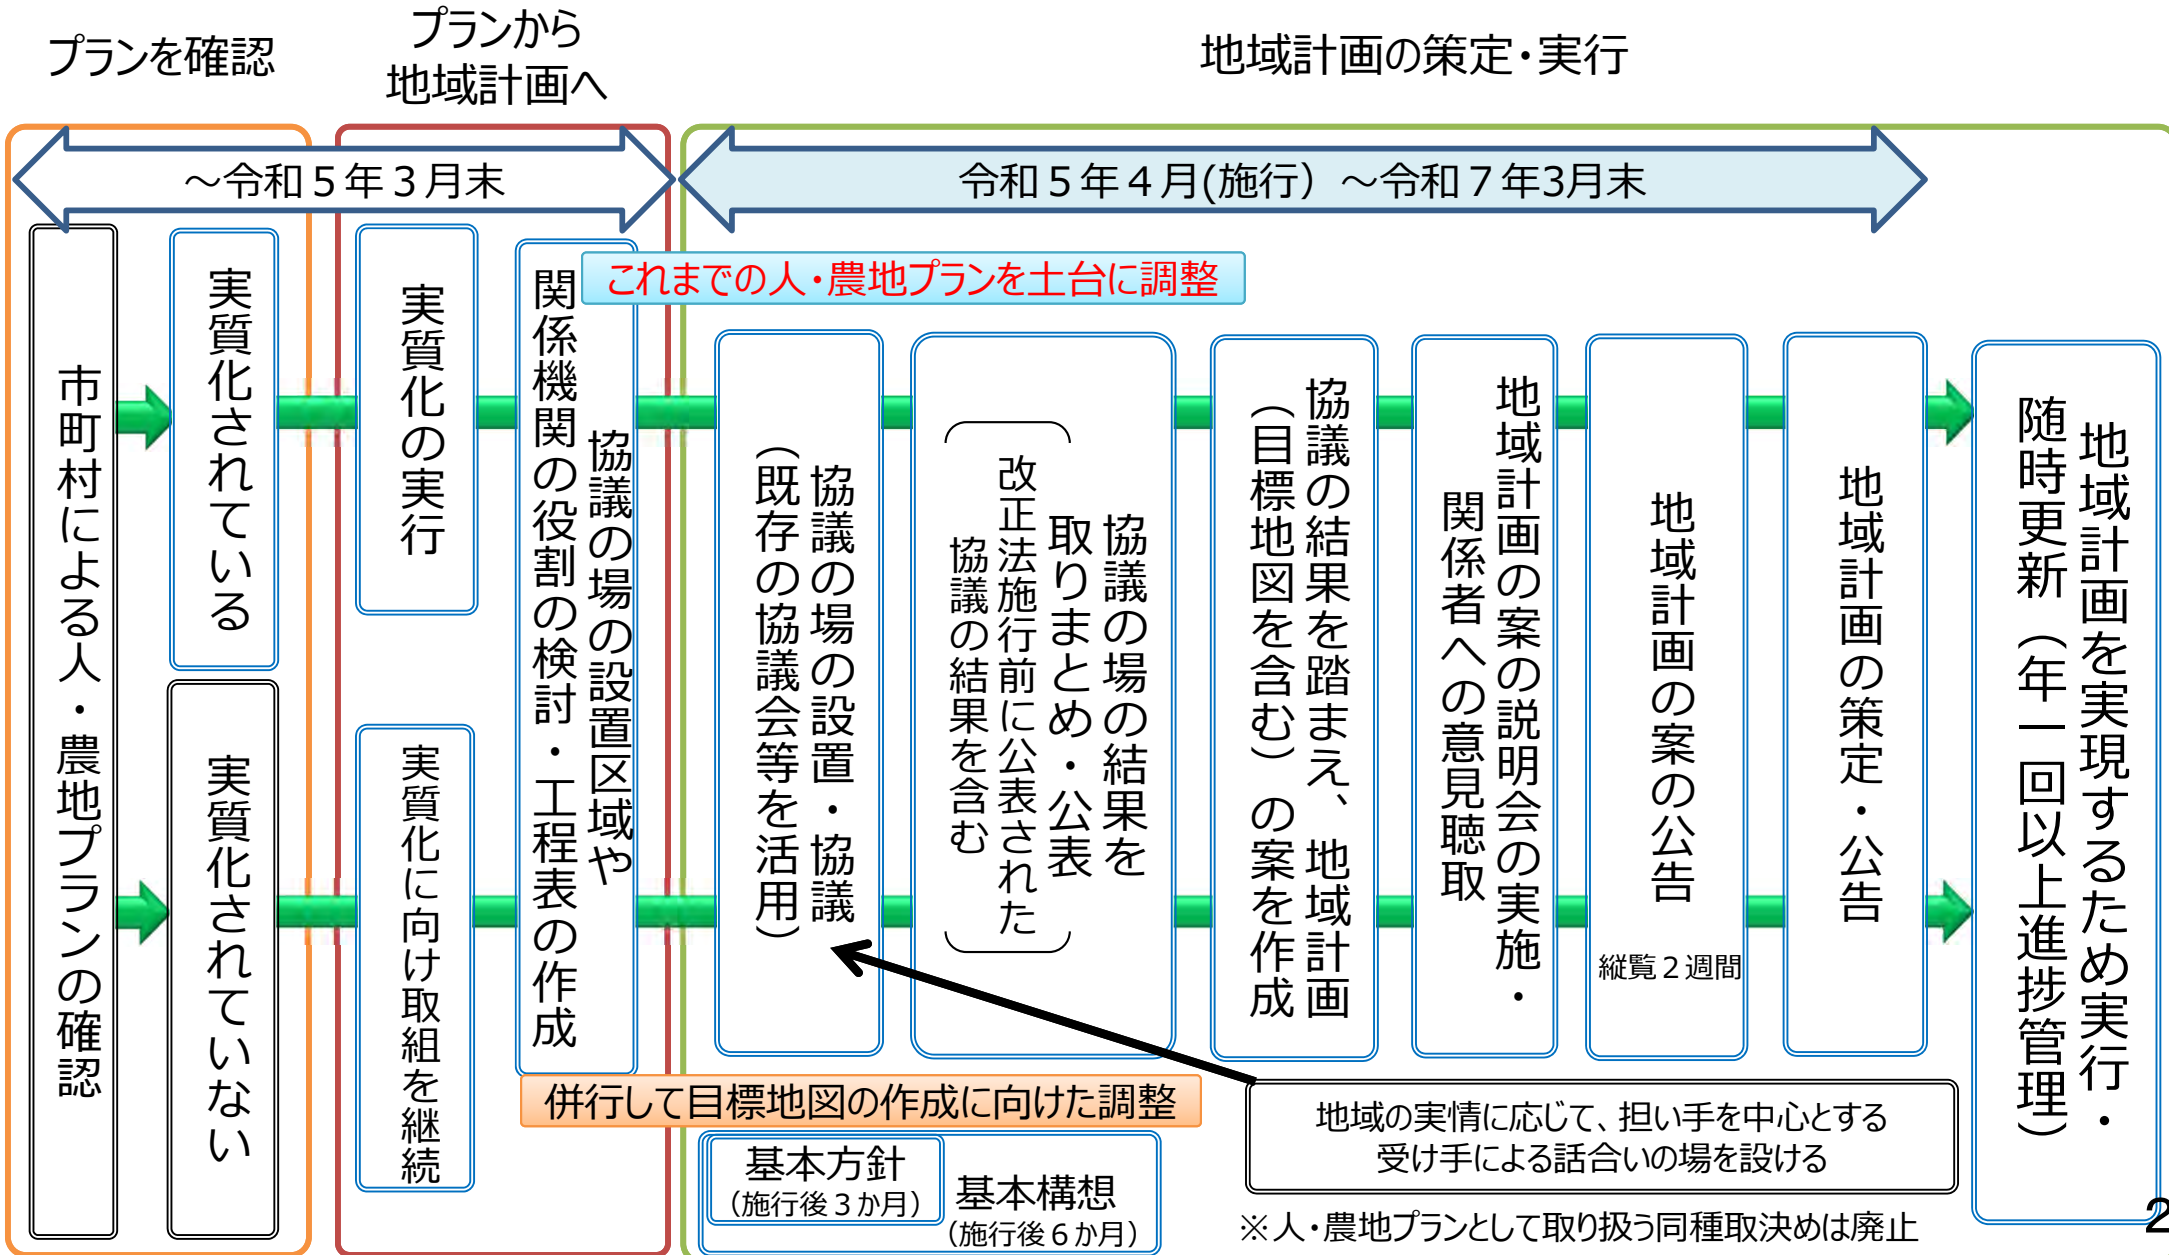 プランを確認
プランから
地域計画へ
地域計画の策定・実行
～令和５年３月末
令和５年４月(施行）～令和７年3月末
これまでの人・農地プランを土台に調整
市町村による人・農地プランの確認
実質化されている
実質化されていない
実質化の実行
実質化に向け取組を継続
協議の場の設置区域や
関係機関の役割の検討・工程表の作成
協議の場の設置・協議
（既存の協議会等を活用）
協議の場の結果を
取りまとめ・公表
改正法施行前に公表された
協議の結果を含む
協議の結果を踏まえ、地域計画
（目標地図を含む）の案を作成
地域計画の案の説明会の実施・
関係者への意見聴取
地域計画の案の公告
縦覧２週間
地域計画の策定・公告
地域計画を実現するため実行・
随時更新（年一回以上進捗管理）
併行して目標地図の作成に向けた調整
基本方針
（施行後３か月）
基本構想
（施行後６か月）
地域の実情に応じて、担い手を中心とする
受け手による話合いの場を設ける
※人・農地プランとして取り扱う同種取決めは廃止
2